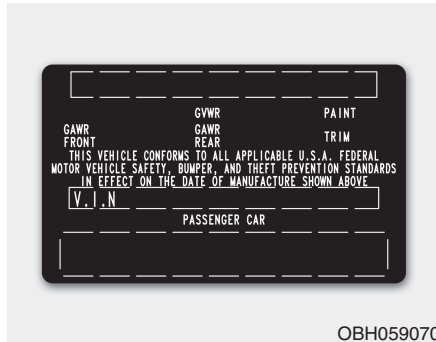 GVWR PAINT
GAWR FRONT GAWR REAR TRIM
THIS VEHICLE CONFORMS TO ALL APPLICABLE U.S.A. FEDERAL
MOTOR VEHICLE SAFETY, BUMPER, AND THEFT PREVENTION STANDARDS
IN EFFECT ON THE DATE OF MANUFACTURE SHOWN ABOVE
V.I.N
PASSENGER CAR
OBH059070